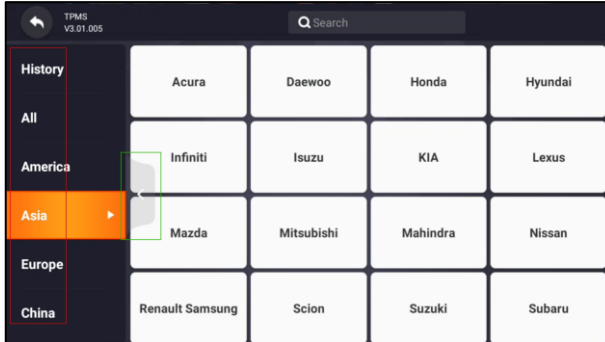 TPMS
V3.01.005
Search
History
All
America
Asia
Europe
China
Acura Daewoo Honda Hyundai
Infiniti Isuzu KIA Lexus
Mazda Mitsubishi Mahindra Nissan
Renault Samsung Scion Suzuki Subaru